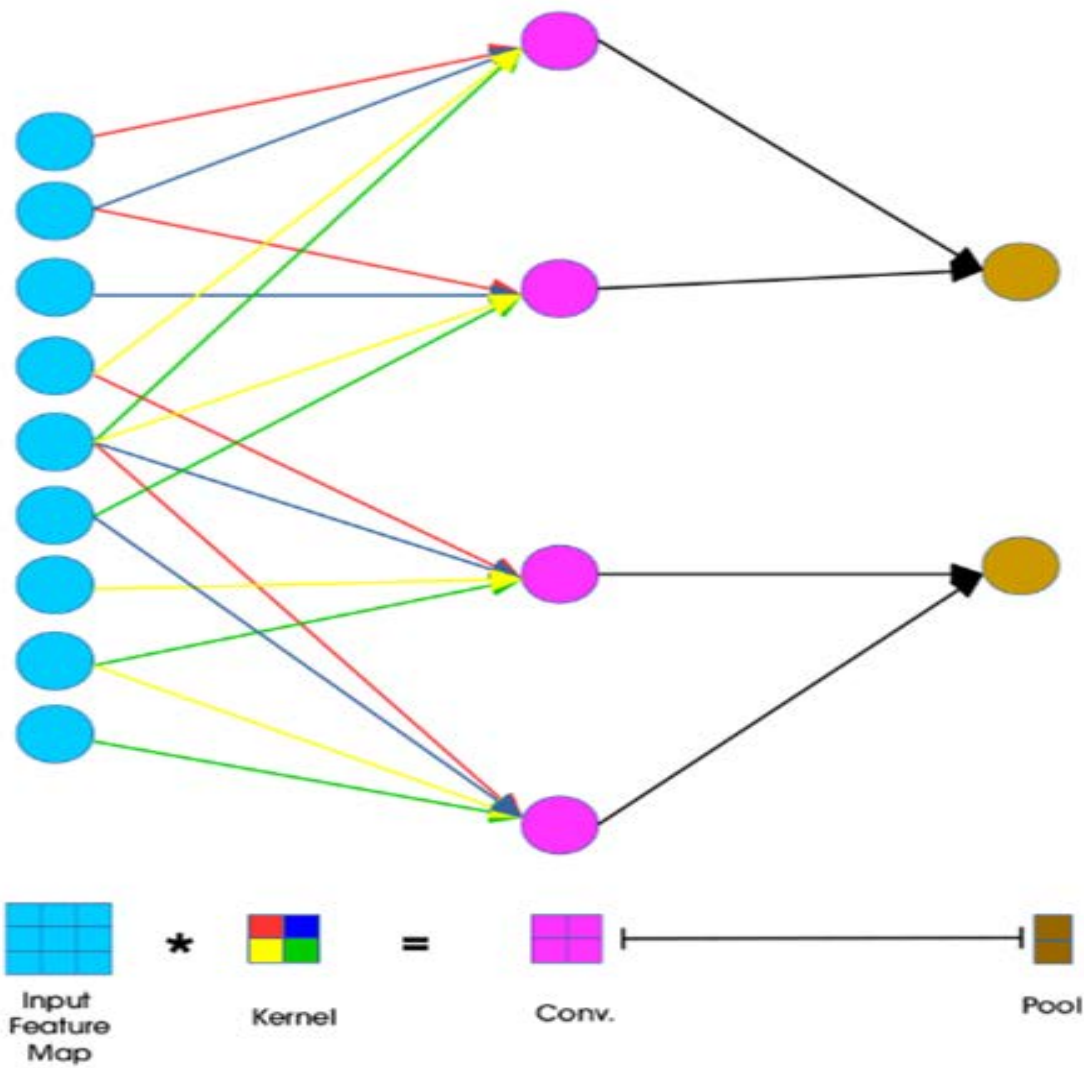 * =
Input
Feature
Map
Kernel
Conv.
Pool